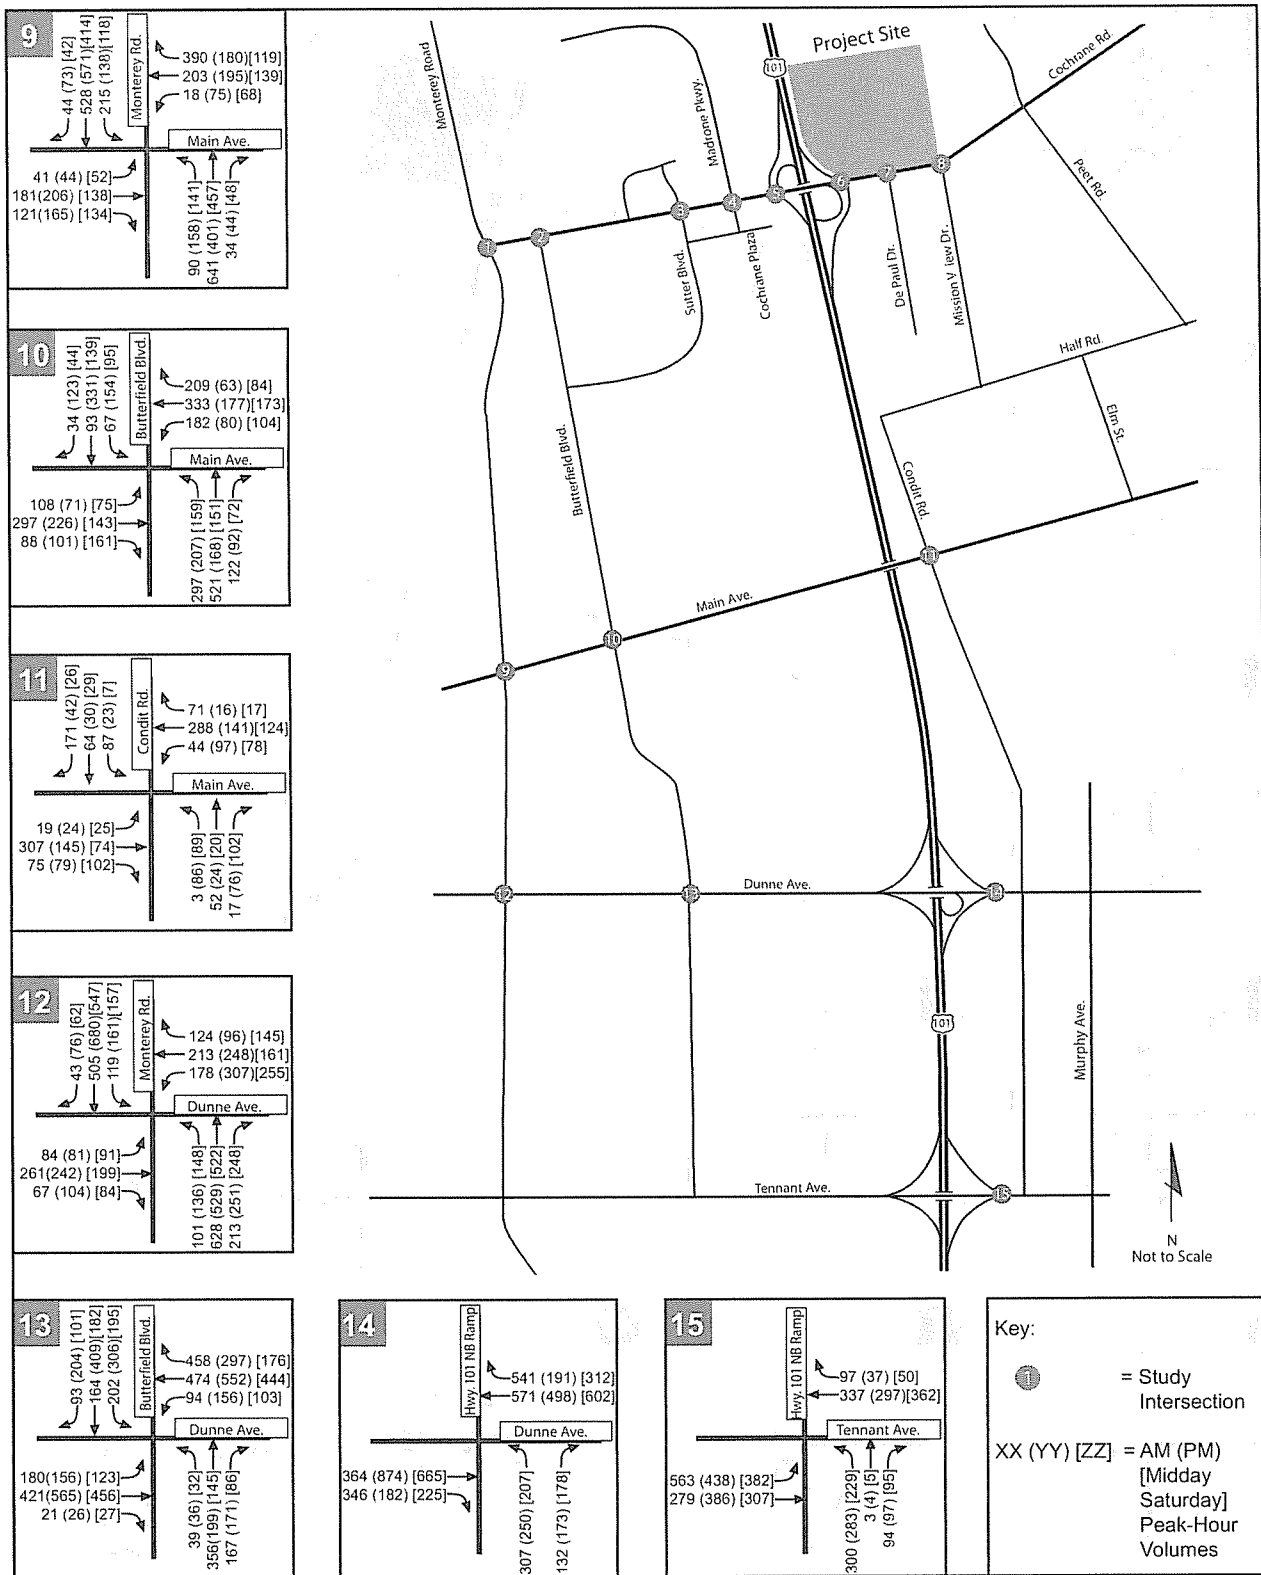 9
44 (73) [42]
528 (571)[414]
215 (138)[118]
Monterey Rd.
390 (180)[119]
203 (195)[139]
18 (75) [68]
Main Ave.
41 (44) [52]
181(206) [138]
121(165) [134]
90 (158) [141]
641 (401) [457]
34 (44) [48]
10
34 (123) [44]
93 (331) [139]
67 (154) [95]
Butterfield Blvd.
209 (63) [84]
333 (177)[173]
182 (80) [104]
Main Ave.
108 (71) [75]
297 (226) [143]
88 (101) [161]
297 (207) [159]
521 (168) [151]
122 (92) [72]
11
171 (42) [26]
64 (30) [29]
87 (23) [7]
Condit Rd.
71 (16) [17]
288 (141)[124]
44 (97) [78]
Main Ave.
19 (24) [25]
307 (145) [74]
75 (79) [102]
3 (86) [89]
52 (24) [20]
17 (76) [102]
12
43 (76) [62]
505 (680)[547]
119 (161)[157]
Monterey Rd.
124 (96) [145]
213 (248)[161]
178 (307)[255]
Dunne Ave.
84 (81) [91]
261(242) [199]
67 (104) [84]
101 (136) [148]
628 (529) [522]
213 (251) [248]
13
93 (204) [101]
164 (409)[182]
202 (306)[195]
Butterfield Blvd.
458 (297) [176]
474 (552) [444]
94 (156) [103]
Dunne Ave.
180(156) [123]
421(565) [456]
21 (26) [27]
39 (36) [32]
356(199) [145]
167 (171) [86]
14
Hwy. 101 NB Ramp
541 (191) [312]
571 (498) [602]
Dunne Ave.
364 (874) [665]
346 (182) [225]
307 (250) [207]
132 (173) [178]
15
Hwy. 101 NB Ramp
97 (37) [50]
337 (297)[362]
Tennant Ave.
563 (438) [382]
279 (386) [307]
300 (283) [229]
3 (4) [5]
94 (97) [95]
Monterey Road
Madrone Pkwy.
101
Project Site
Cochrane Rd.
Peet Rd.
1
2
3
4
5
6
7
8
Sutter Blvd.
Cochrane Plaza
De Paul Dr.
Mission View Dr.
Half Rd.
Elm St.
Butterfield Blvd.
Condit Rd.
Main Ave.
9
10
11
Dunne Ave.
12
13
14
101
Murphy Ave.
Tennant Ave.
15
N
Not to Scale
Key:
1 = Study
Intersection
XX (YY) [ZZ] = AM (PM)
[Midday
Saturday]
Peak-Hour
Volumes